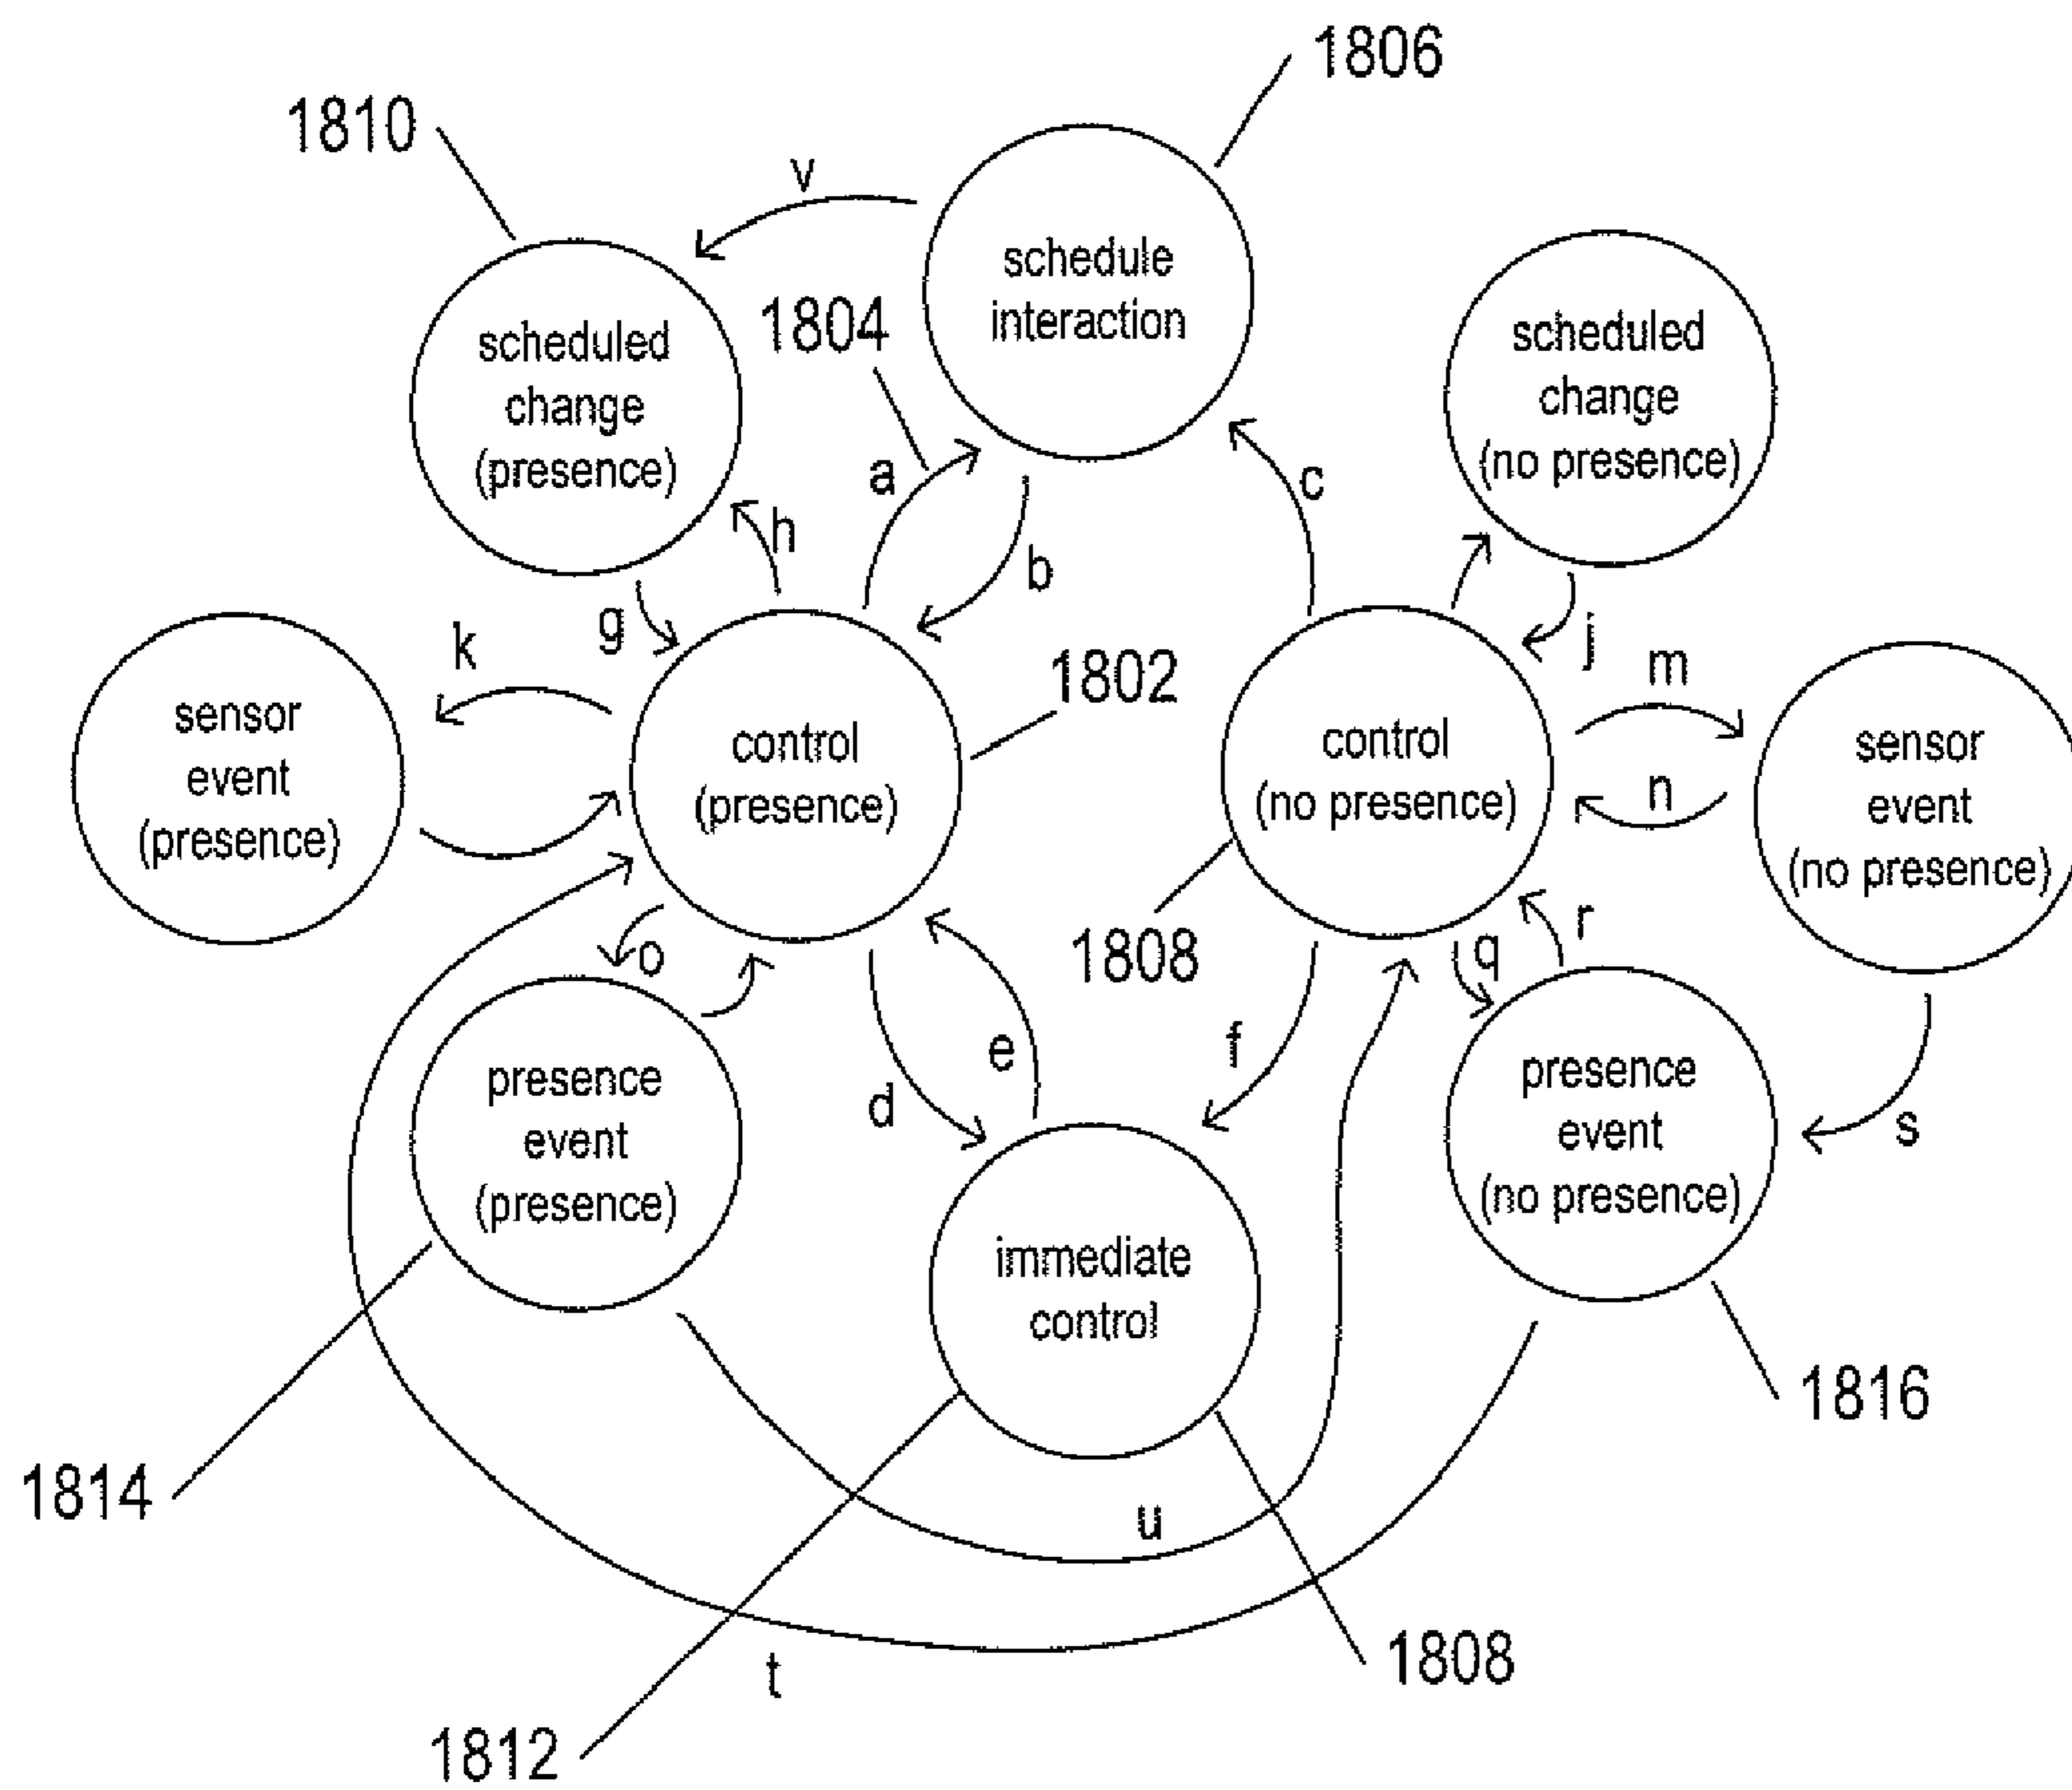 1806
1810
v
schedule
interaction
1804
scheduled
change
(presence)
scheduled
change
(no presence)
a
c
h
b
g
j
k
m
1802
sensor
event
(presence)
control
(presence)
control
(no presence)
n
sensor
event
(no presence)
1808
o
r
q
e
f
d
presence
event
(presence)
presence
event
(no presence)
s
immediate
control
1816
1814
u
1808
t
1812